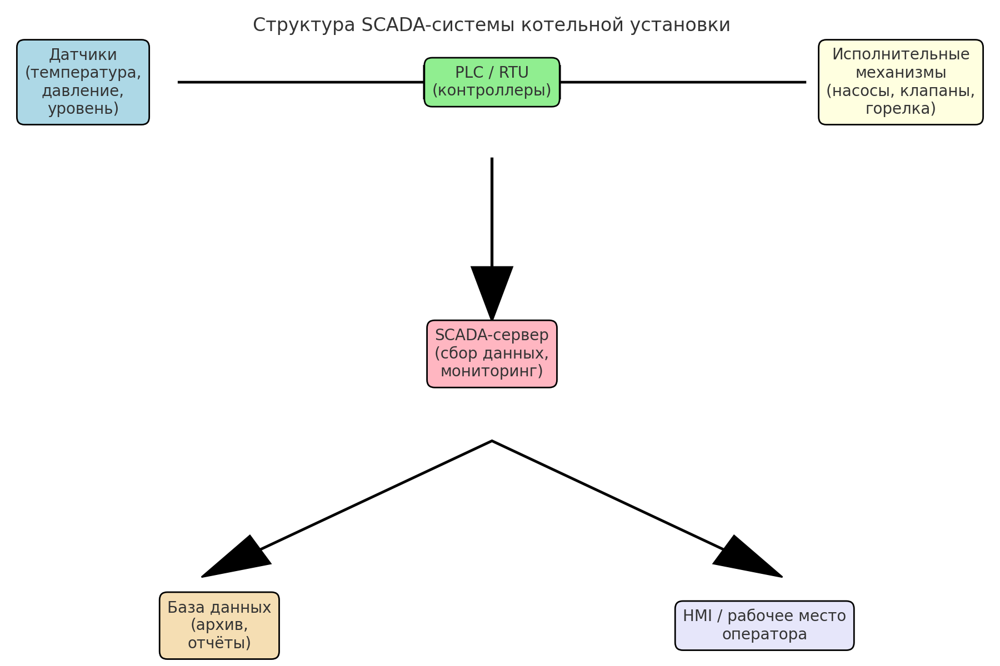 Структура SCADA-системы котельной установки
Датчики
(температура,
давление,
уровень)
PLC / RTU
(контроллеры)
Исполнительные
механизмы
(насосы, клапаны,
горелка)
SCADA-сервер
(сбор данных,
мониторинг)
База данных
(архив,
отчёты)
HMI / рабочее место
оператора